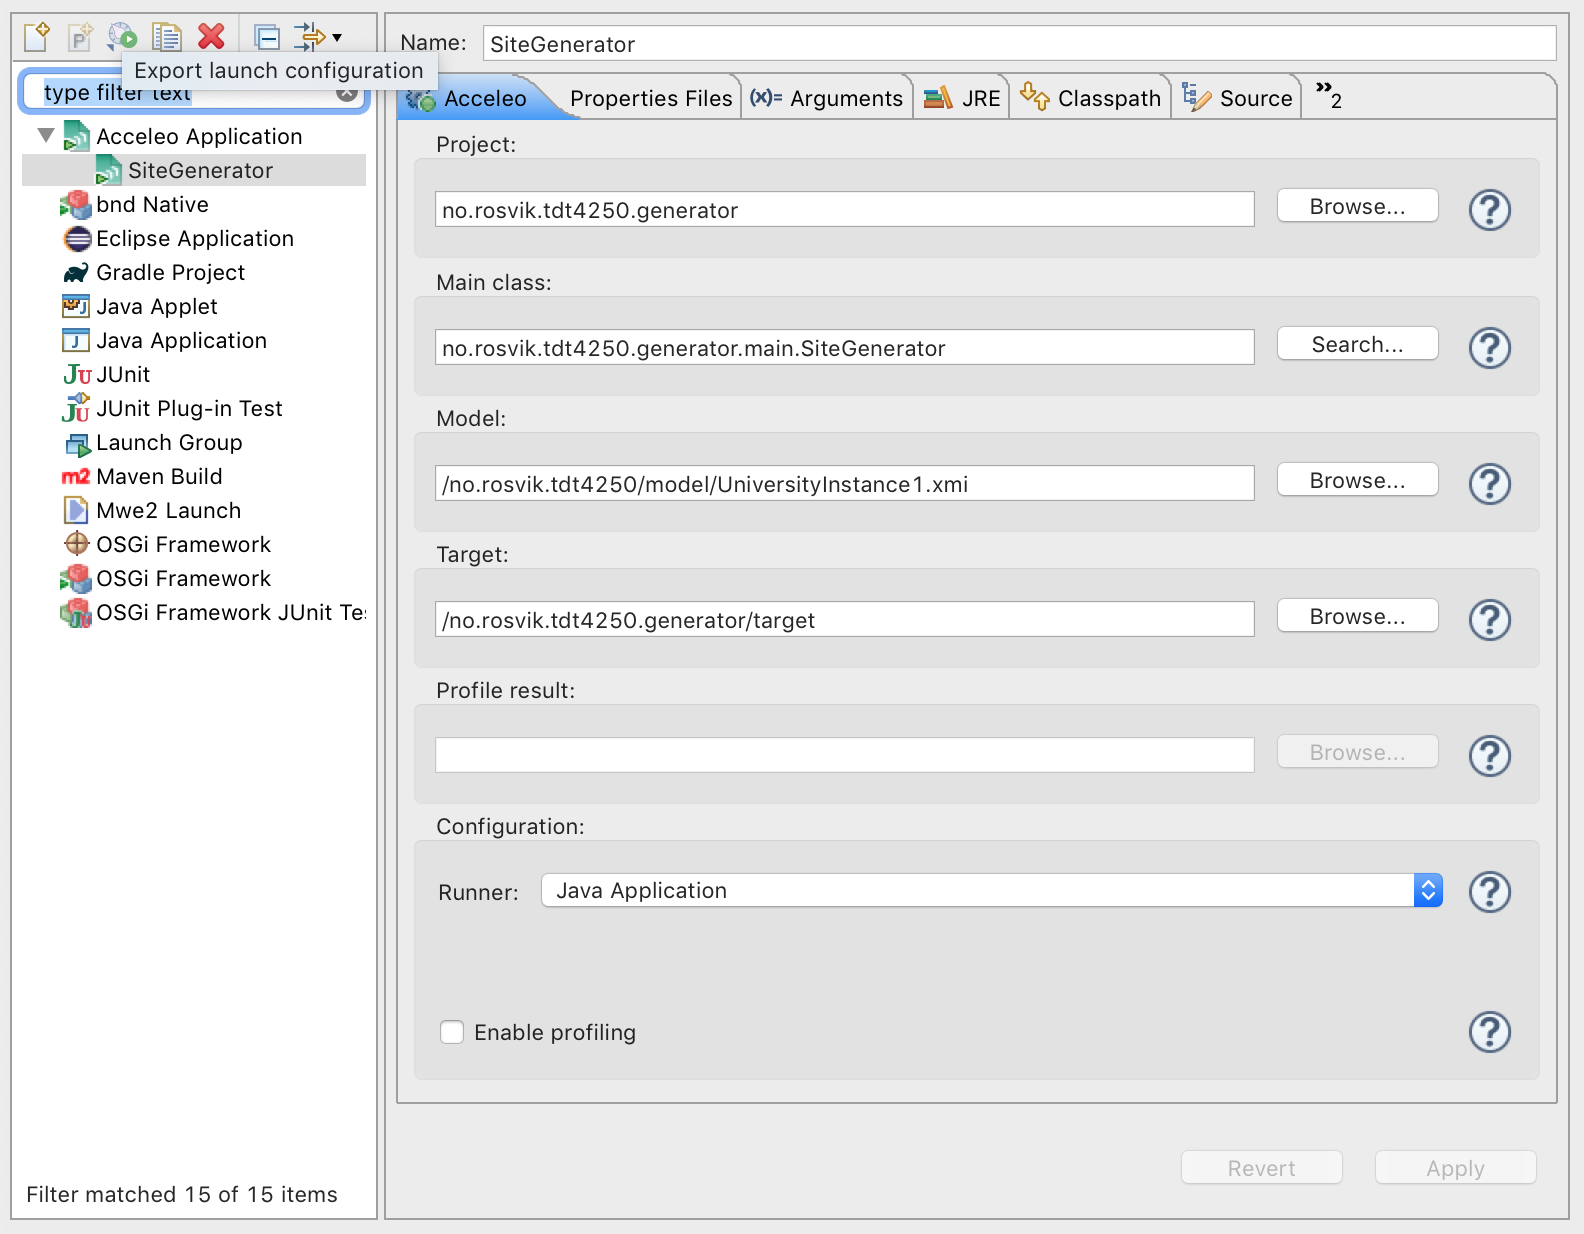 Name: SiteGenerator
Export launch configuration
type filter text
Acceleo Application
SiteGenerator
bnd Native
Eclipse Application
Gradle Project
Java Applet
Java Application
JUnit
JUnit Plug-in Test
Launch Group
Maven Build
Mwe2 Launch
OSGi Framework
OSGi Framework
OSGi Framework JUnit Tes
Filter matched 15 of 15 items
Acceleo Properties Files (x)= Arguments JRE Classpath Source »2
Project:
no.rosvik.tdt4250.generator Browse...
Main class:
no.rosvik.tdt4250.generator.main.SiteGenerator Search...
Model:
/no.rosvik.tdt4250/model/UniversityInstance1.xmi Browse...
Target:
/no.rosvik.tdt4250.generator/target Browse...
Profile result:
Browse...
Configuration:
Runner: Java Application
Enable profiling
Revert Apply